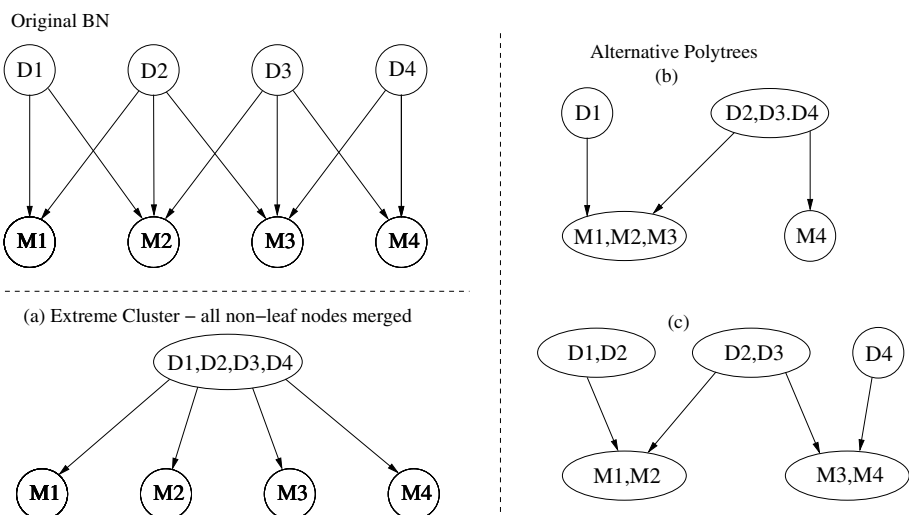 Original BN
D1 D2 D3 D4
M1 M2 M3 M4
(a) Extreme Cluster − all non−leaf nodes merged
D1,D2,D3,D4
M1 M2 M3 M4
Alternative Polytrees
(b)
D1 D2,D3.D4
M1,M2,M3 M4
(c)
D1,D2 D2,D3 D4
M1,M2 M3,M4